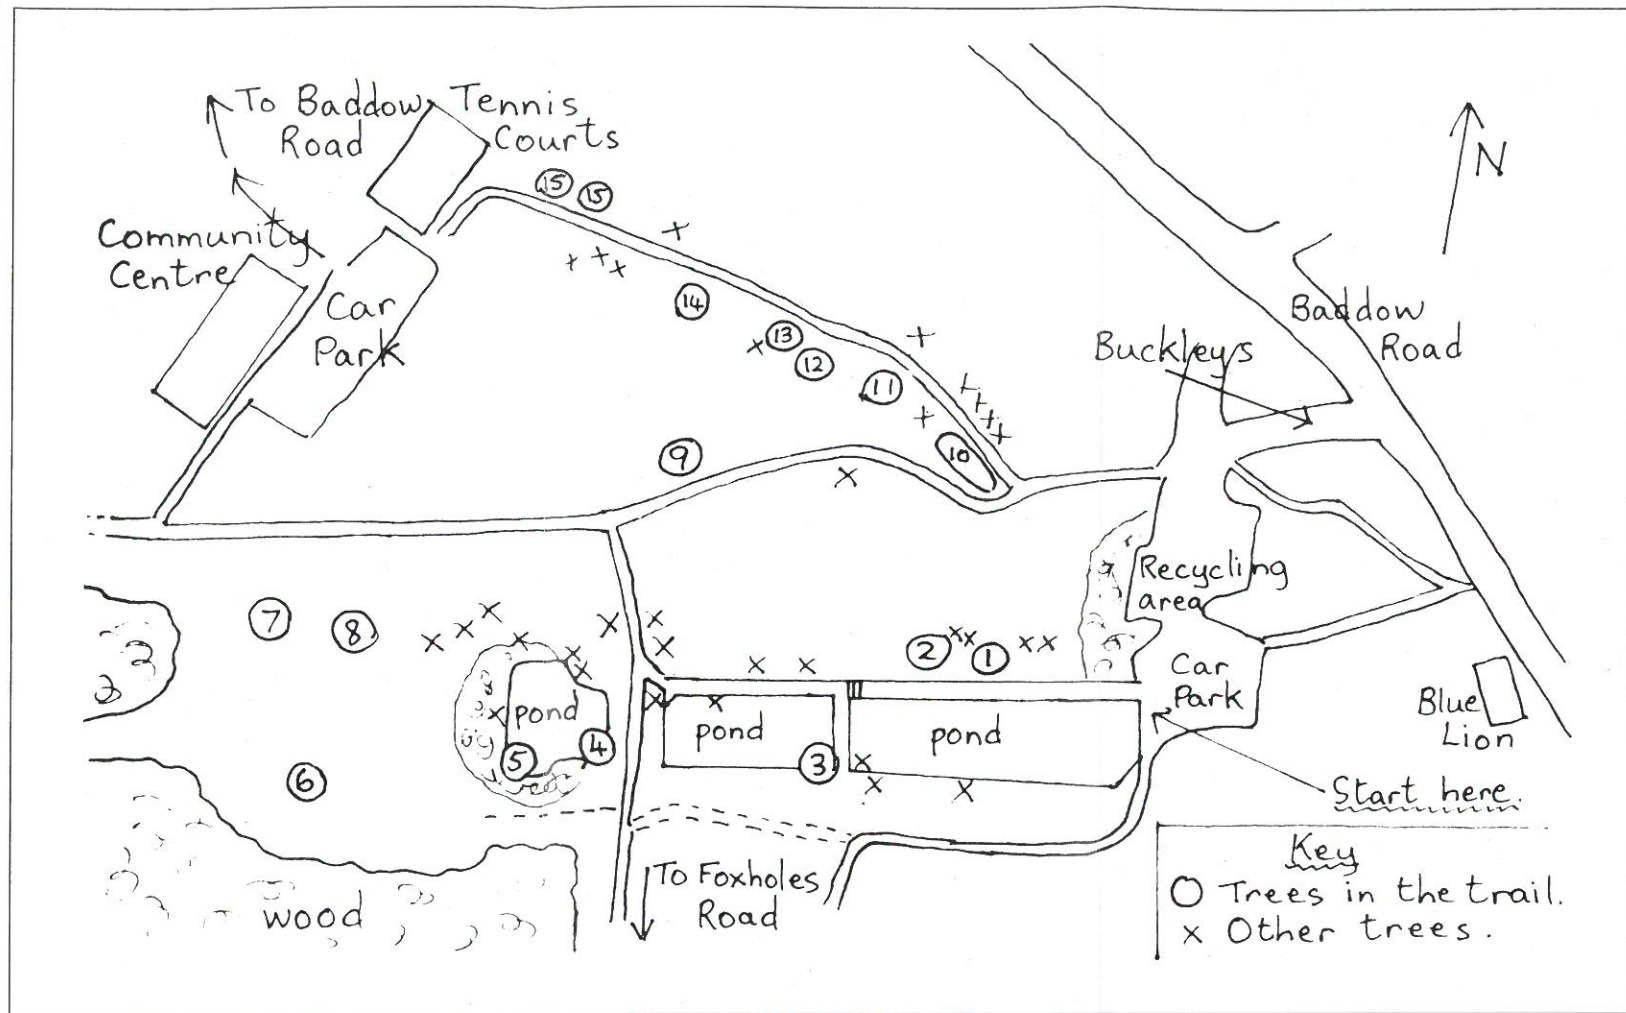 To Baddow
Road
Tennis
Courts
N
15
15
Community
Centre
Car
Park
14
13
12
11
10
9
Baddow
Road
Buckleys
Recycling
area
7
8
2
1
Car
Park
Blue
Lion
pond
pond
pond
5
4
3
6
Start here.
Key
O Trees in the trail.
x Other trees.
To Foxholes
Road
wood